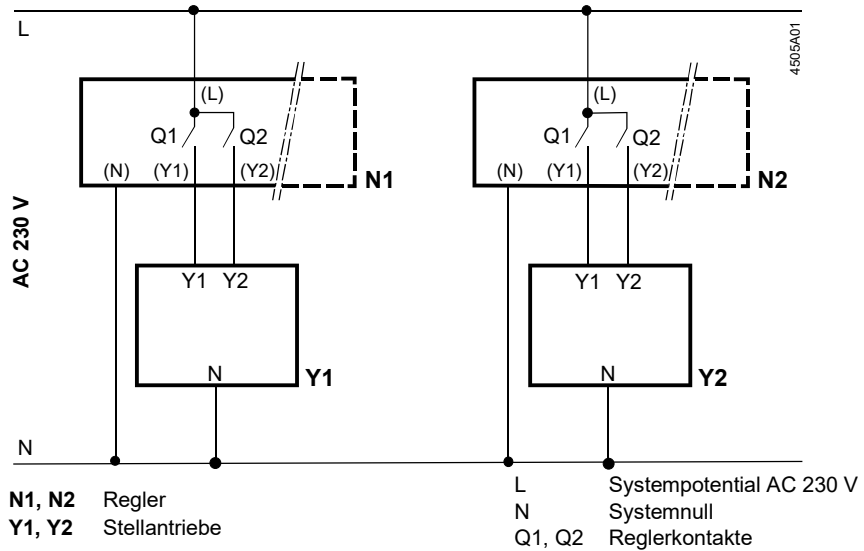 L
4505A01
(L)
(L)
Q1 Q2
Q1 Q2
(N) (Y1) (Y2)
N1
(N) (Y1) (Y2)
N2
AC 230 V
Y1 Y2
Y1 Y2
N
Y1
N
Y2
N
N1, N2 Regler
Y1, Y2 Stellantriebe
L Systempotential AC 230 V
N Systemnull
Q1, Q2 Reglerkontakte